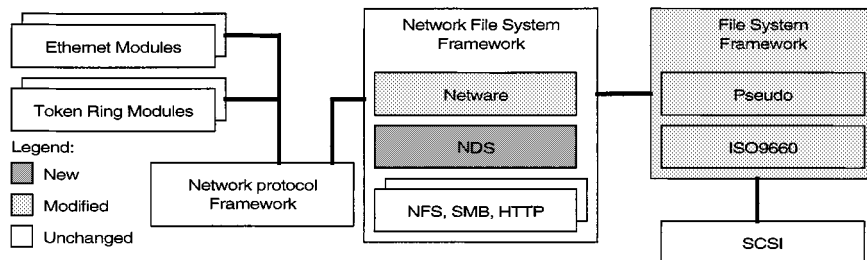 Ethernet Modules
Token Ring Modules
Legend:
New
Modified
Unchanged
Network protocol
Framework
Network File System
Framework
Netware
NDS
NFS, SMB, HTTP
File System
Framework
Pseudo
ISO9660
SCSI